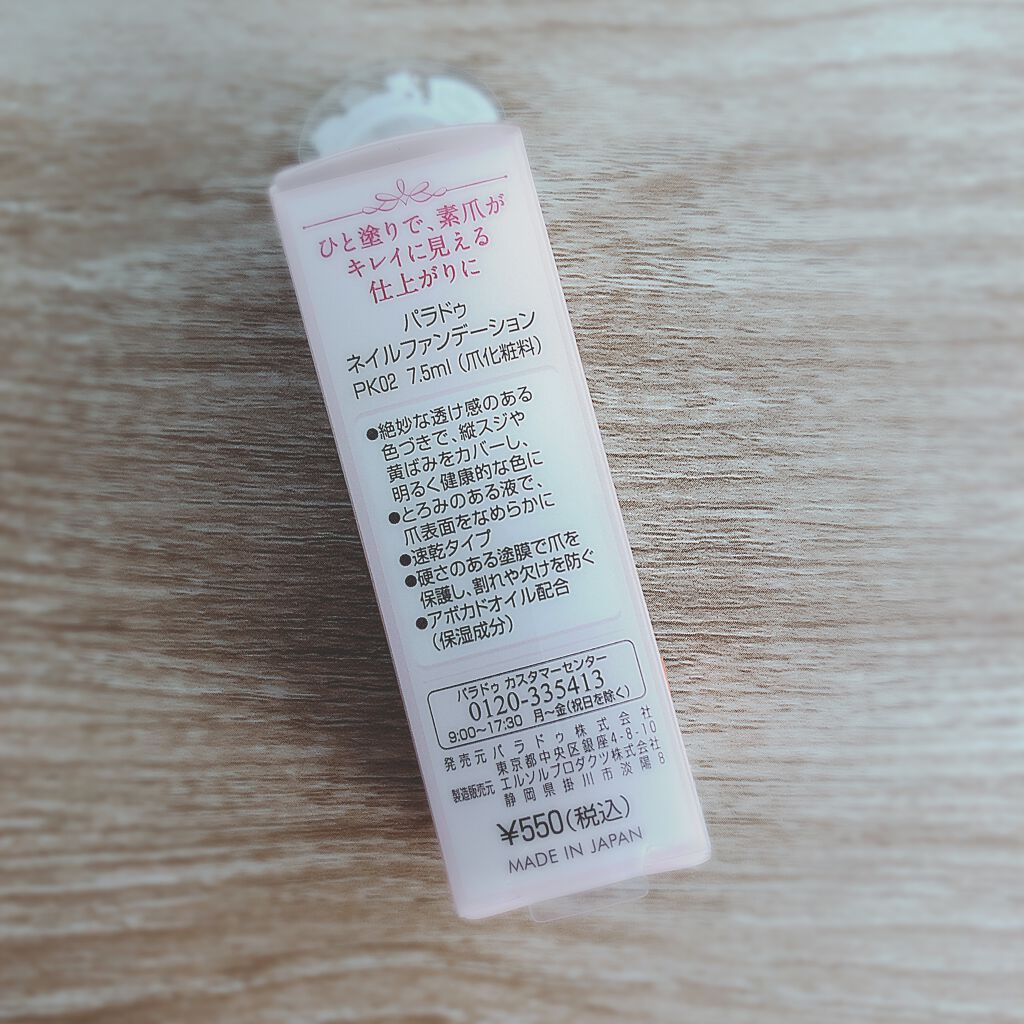 ひと塗りで、素爪が
キレイに見える
仕上がりに
パラドゥ
ネイルファンデーション
PK02 7.5ml (爪化粧料)
●絶妙な透け感のある
色づきで、縦スジや
黄ばみをカバーし、
明るく健康的な色に
●とろみのある液で、
爪表面をなめらかに
●速乾タイプ
●硬さのある塗膜で爪を
保護し、割れや欠けを防ぐ
●アボカドオイル配合
(保湿成分)
パラドゥ カスタマーセンター
0120-335413
9:00～17:30 月～金(祝日を除く)
発売元 パラドゥ株式会社
東京都中央区銀座4-8-10
製造販売元 エルソルプロダクツ株式会社
静岡県掛川市淡陽8
¥550(税込)
MADE IN JAPAN